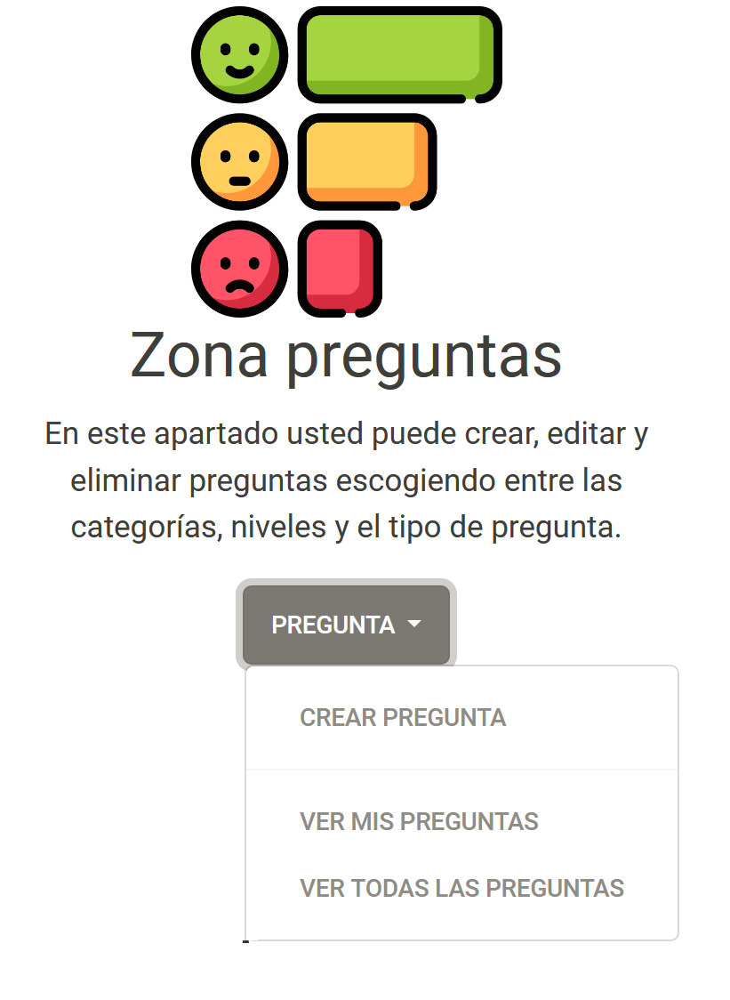 Zona preguntas
En este apartado usted puede crear, editar y
eliminar preguntas escogiendo entre las
categorías, niveles y el tipo de pregunta.
PREGUNTA
CREAR PREGUNTA
VER MIS PREGUNTAS
VER TODAS LAS PREGUNTAS